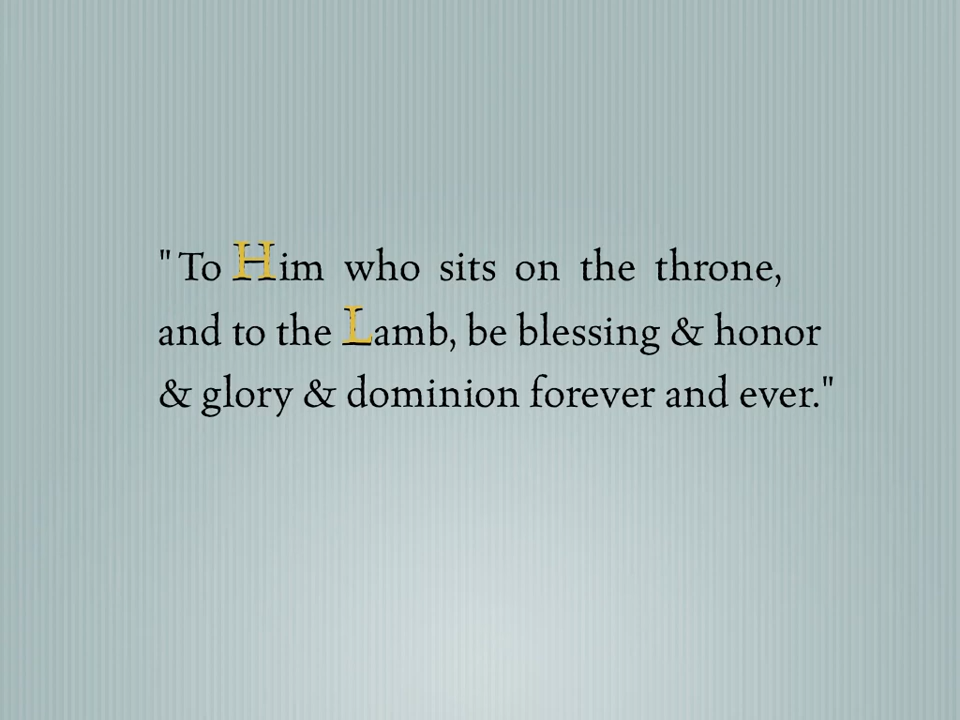 "To Him who sits on the throne,
and to the Lamb, be blessing & honor
& glory & dominion forever and ever."